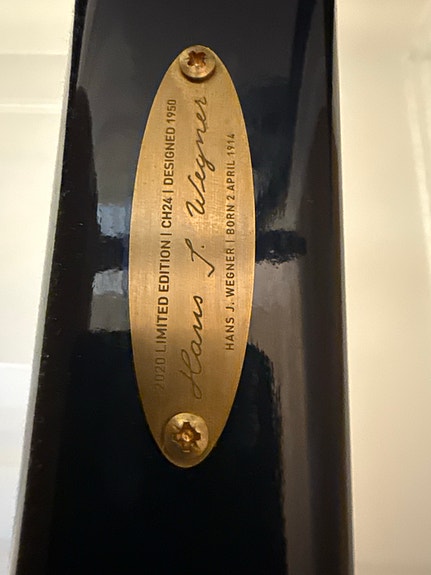 2020 LIMITED EDITION | CH24 | DESIGNED 1950
Hans J. Wegner
HANS J. WEGNER | BORN 2 APRIL 1914